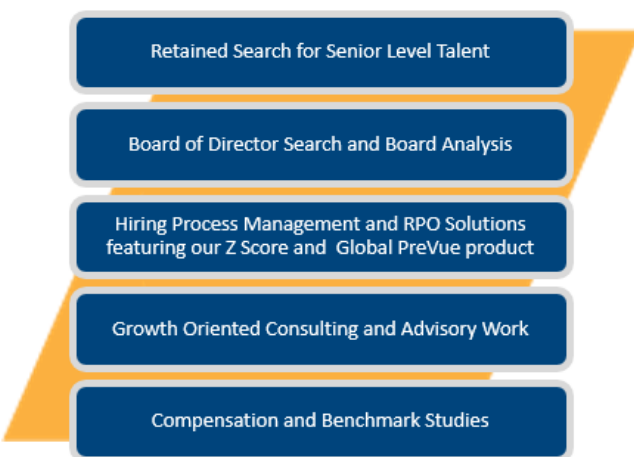 Retained Search for Senior Level Talent
Board of Director Search and Board Analysis
Hiring Process Management and RPO Solutions
featuring our Z Score and Global PreVue product
Growth Oriented Consulting and Advisory Work
Compensation and Benchmark Studies